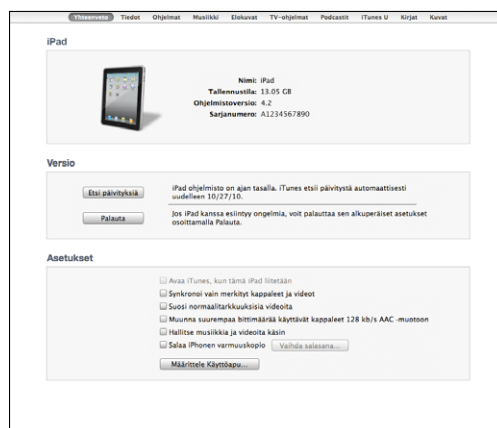 Yhteenveto Tiedot Ohjelmat Musiikki Elokuvat TV-ohjelmat Podcastit iTunes U Kirjat Kuvat
iPad
Nimi: iPad
Tallennustila: 13.05 GB
Ohjelmistoversio: 4.2
Sarjanumero: A1234567890
Versio
Etsi päivityksiä
iPad ohjelmisto on ajan tasalla. iTunes etsii päivitystä automaattisesti
uudelleen 10/27/10.
Palauta
Jos iPad kanssa esiintyy ongelmia, voit palauttaa sen alkuperäiset asetukset
osoittamalla Palauta.
Asetukset
Avaa iTunes, kun tämä iPad liitetään
Synkronoi vain merkityt kappaleet ja videot
Suosi normaalitarkkuuksisia videoita
Muunna suurempaa bittimäärää käyttävät kappaleet 128 kb/s AAC -muotoon
Hallitse musiikkia ja videoita käsin
Salaa iPhonen varmuuskopio Vaihda salasana...
Määrittele Käyttöapu...